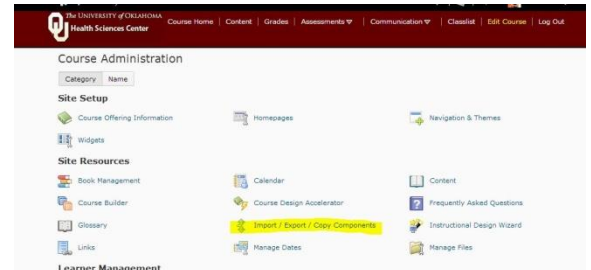 The UNIVERSITY of OKLAHOMA
Health Sciences Center
Course Home | Content | Grades | Assessments | Communication | Classlist | Edit Course | Log Out
Course Administration
Category Name
Site Setup
Course Offering Information Homepages Navigation & Themes
Widgets
Site Resources
Book Management Calendar Content
Course Builder Course Design Accelerator Frequently Asked Questions
Glossary Import / Export / Copy Components Instructional Design Wizard
Links Manage Dates Manage Files
Learner Management